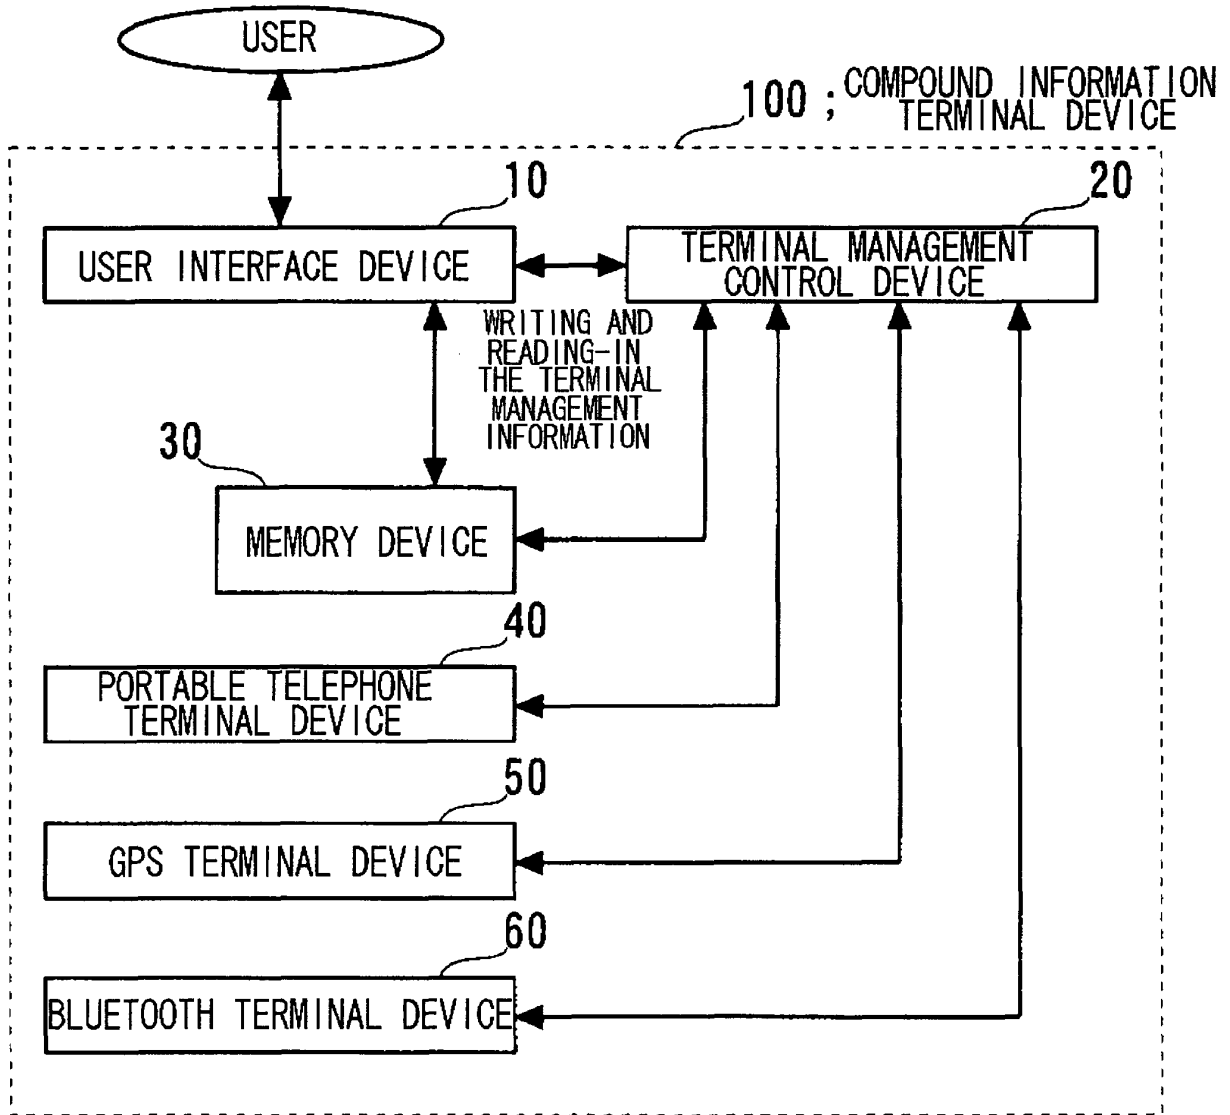 USER
100 ; COMPOUND INFORMATION
TERMINAL DEVICE
10
20
USER INTERFACE DEVICE
TERMINAL MANAGEMENT
CONTROL DEVICE
WRITING AND
READING-IN
THE TERMINAL
MANAGEMENT
INFORMATION
30
MEMORY DEVICE
40
PORTABLE TELEPHONE
TERMINAL DEVICE
50
GPS TERMINAL DEVICE
60
BLUETOOTH TERMINAL DEVICE